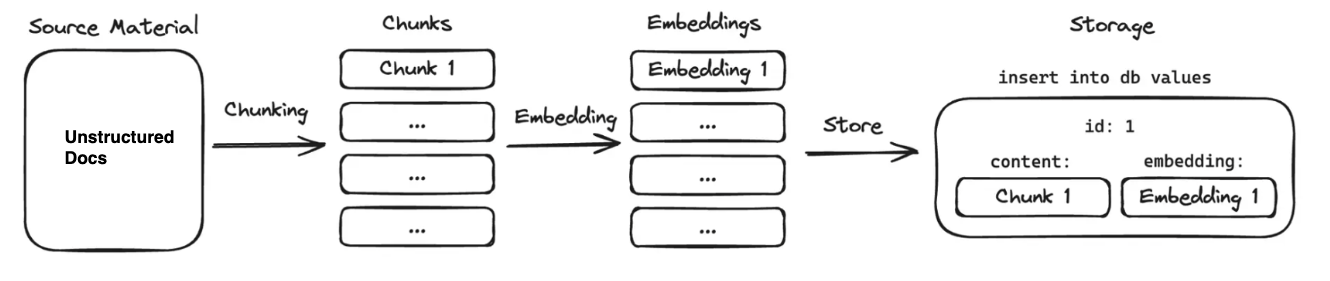 Source Material
Unstructured
Docs
Chunking
Chunks
Chunk 1
...
...
...
Embedding
Embeddings
Embedding 1
...
...
...
Store
Storage
insert into db values
id: 1
content:
Chunk 1
embedding:
Embedding 1